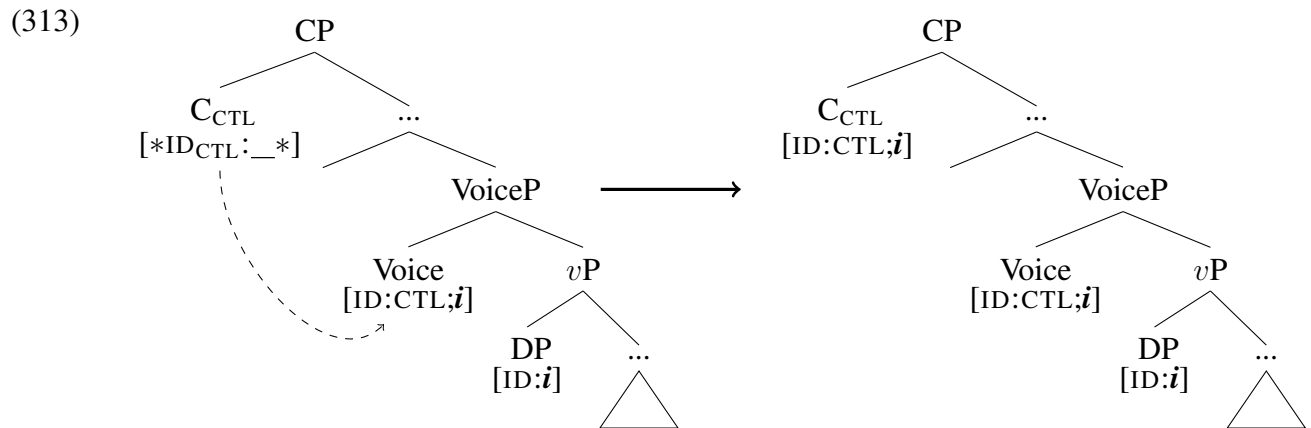 (313)
CP CP
C_CTL ... C_CTL ...
[*ID_CTL:__*] [ID:CTL;i]
VoiceP VoiceP
Voice vP Voice vP
[ID:CTL;i] [ID:CTL;i]
DP ... DP ...
[ID:i] [ID:i]